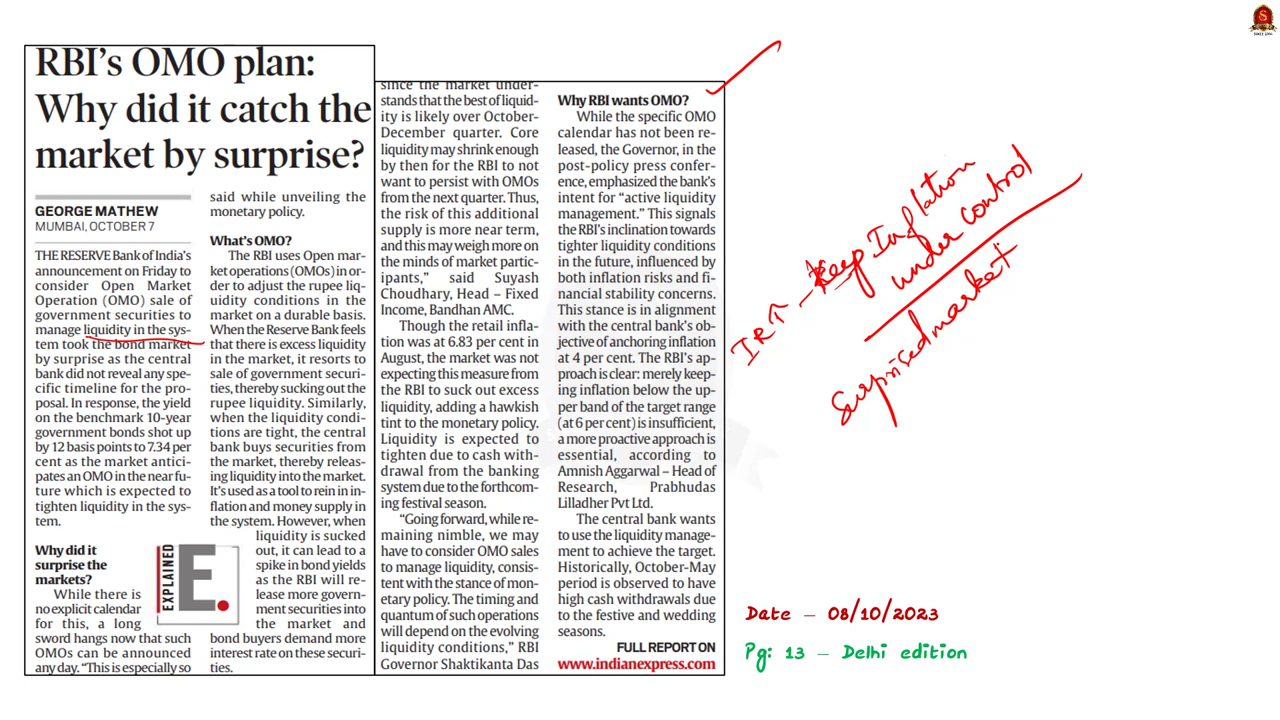 RBI's OMO plan:
Why did it catch the
market by surprise?
GEORGE MATHEW
MUMBAI, OCTOBER 7
THE RESERVE Bank of India's
announcement on Friday to
consider Open Market
Operation (OMO) sale of
government securities to
manage liquidity in the sys-
tem took the bond market
by surprise as the central
bank did not reveal any spe-
cific timeline for the pro-
posal. In response, the yield
on the benchmark 10-year
government bonds shot up
by 12 basis points to 7.34 per
cent as the market antici-
pates an OMO in the near fu-
ture which is expected to
tighten liquidity in the sys-
tem.
Why did it
surprise the
markets?
While there is
no explicit calendar
for this, a long
sword hangs now that such
OMOs can be announced
any day. "This is especially so
said while unveiling the
monetary policy.
What's OMO?
The RBI uses Open mar-
ket operations (OMOs) in or-
der to adjust the rupee liq-
uidity conditions in the
market on a durable basis.
When the Reserve Bank feels
that there is excess liquidity
in the market, it resorts to
sale of government securi-
ties, thereby sucking out the
rupee liquidity. Similarly,
when the liquidity condi-
tions are tight, the central
bank buys securities from
the market, thereby releas-
ing liquidity into the market.
It's used as a tool to rein in in-
flation and money supply in
the system. However, when
liquidity is sucked
out, it can lead to a
spike in bond yields
as the RBI will re-
lease more govern-
ment securities into
the market and
bond buyers demand more
interest rate on these securi-
ties.
EXPLAINED
E.
since the market under-
stands that the best of liquid-
ity is likely over October-
December quarter. Core
liquidity may shrink enough
by then for the RBI to not
want to persist with OMOs
from the next quarter. Thus,
the risk of this additional
supply is more near term,
and this may weigh more on
the minds of market partic-
ipants," said Suyash
Choudhary, Head – Fixed
Income, Bandhan AMC.
Though the retail infla-
tion was at 6.83 per cent in
August, the market was not
expecting this measure from
the RBI to suck out excess
liquidity, adding a hawkish
tint to the monetary policy.
Liquidity is expected to
tighten due to cash with-
drawal from the banking
system due to the forthcom-
ing festival season.
"Going forward, while re-
maining nimble, we may
have to consider OMO sales
to manage liquidity, consis-
tent with the stance of mon-
etary policy. The timing and
quantum of such operations
will depend on the evolving
liquidity conditions," RBI
Governor Shaktikanta Das
Why RBI wants OMO?
While the specific OMO
calendar has not been re-
leased, the Governor, in the
post-policy press confer-
ence, emphasized the bank's
intent for "active liquidity
management." This signals
the RBI's inclination towards
tighter liquidity conditions
in the future, influenced by
both inflation risks and fi-
nancial stability concerns.
This stance is in alignment
with the central bank's ob-
jective of anchoring inflation
at 4 per cent. The RBI's ap-
proach is clear: merely keep-
ing inflation below the up-
per band of the target range
(at 6 per cent) is insufficient,
a more proactive approach is
essential, according to
Amnish Aggarwal – Head of
Research, Prabhudas
Lilladher Pvt Ltd.
The central bank wants
to use the liquidity manage-
ment to achieve the target.
Historically, October-May
period is observed to have
high cash withdrawals due
to the festive and wedding
seasons.
FULL REPORT ON
www.indianexpress.com
IR↑ – Keep Inflation
under control
Surprised market
Date – 08/10/2023
Pg: 13 – Delhi edition